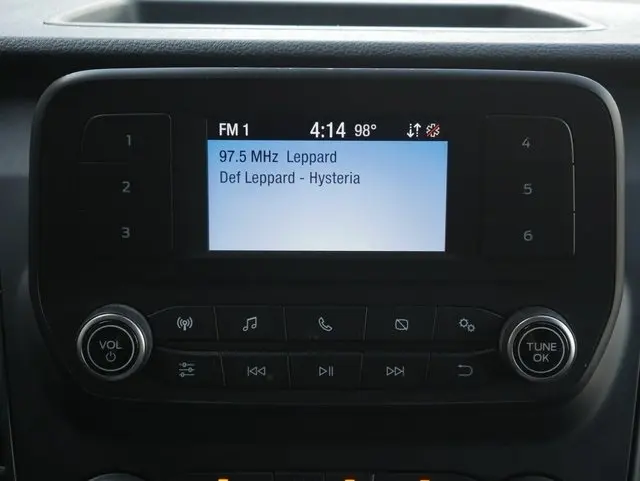 FM 1 4:14 98°
97.5 MHz Leppard
Def Leppard - Hysteria
1
2
3
4
5
6
VOL
TUNE
OK